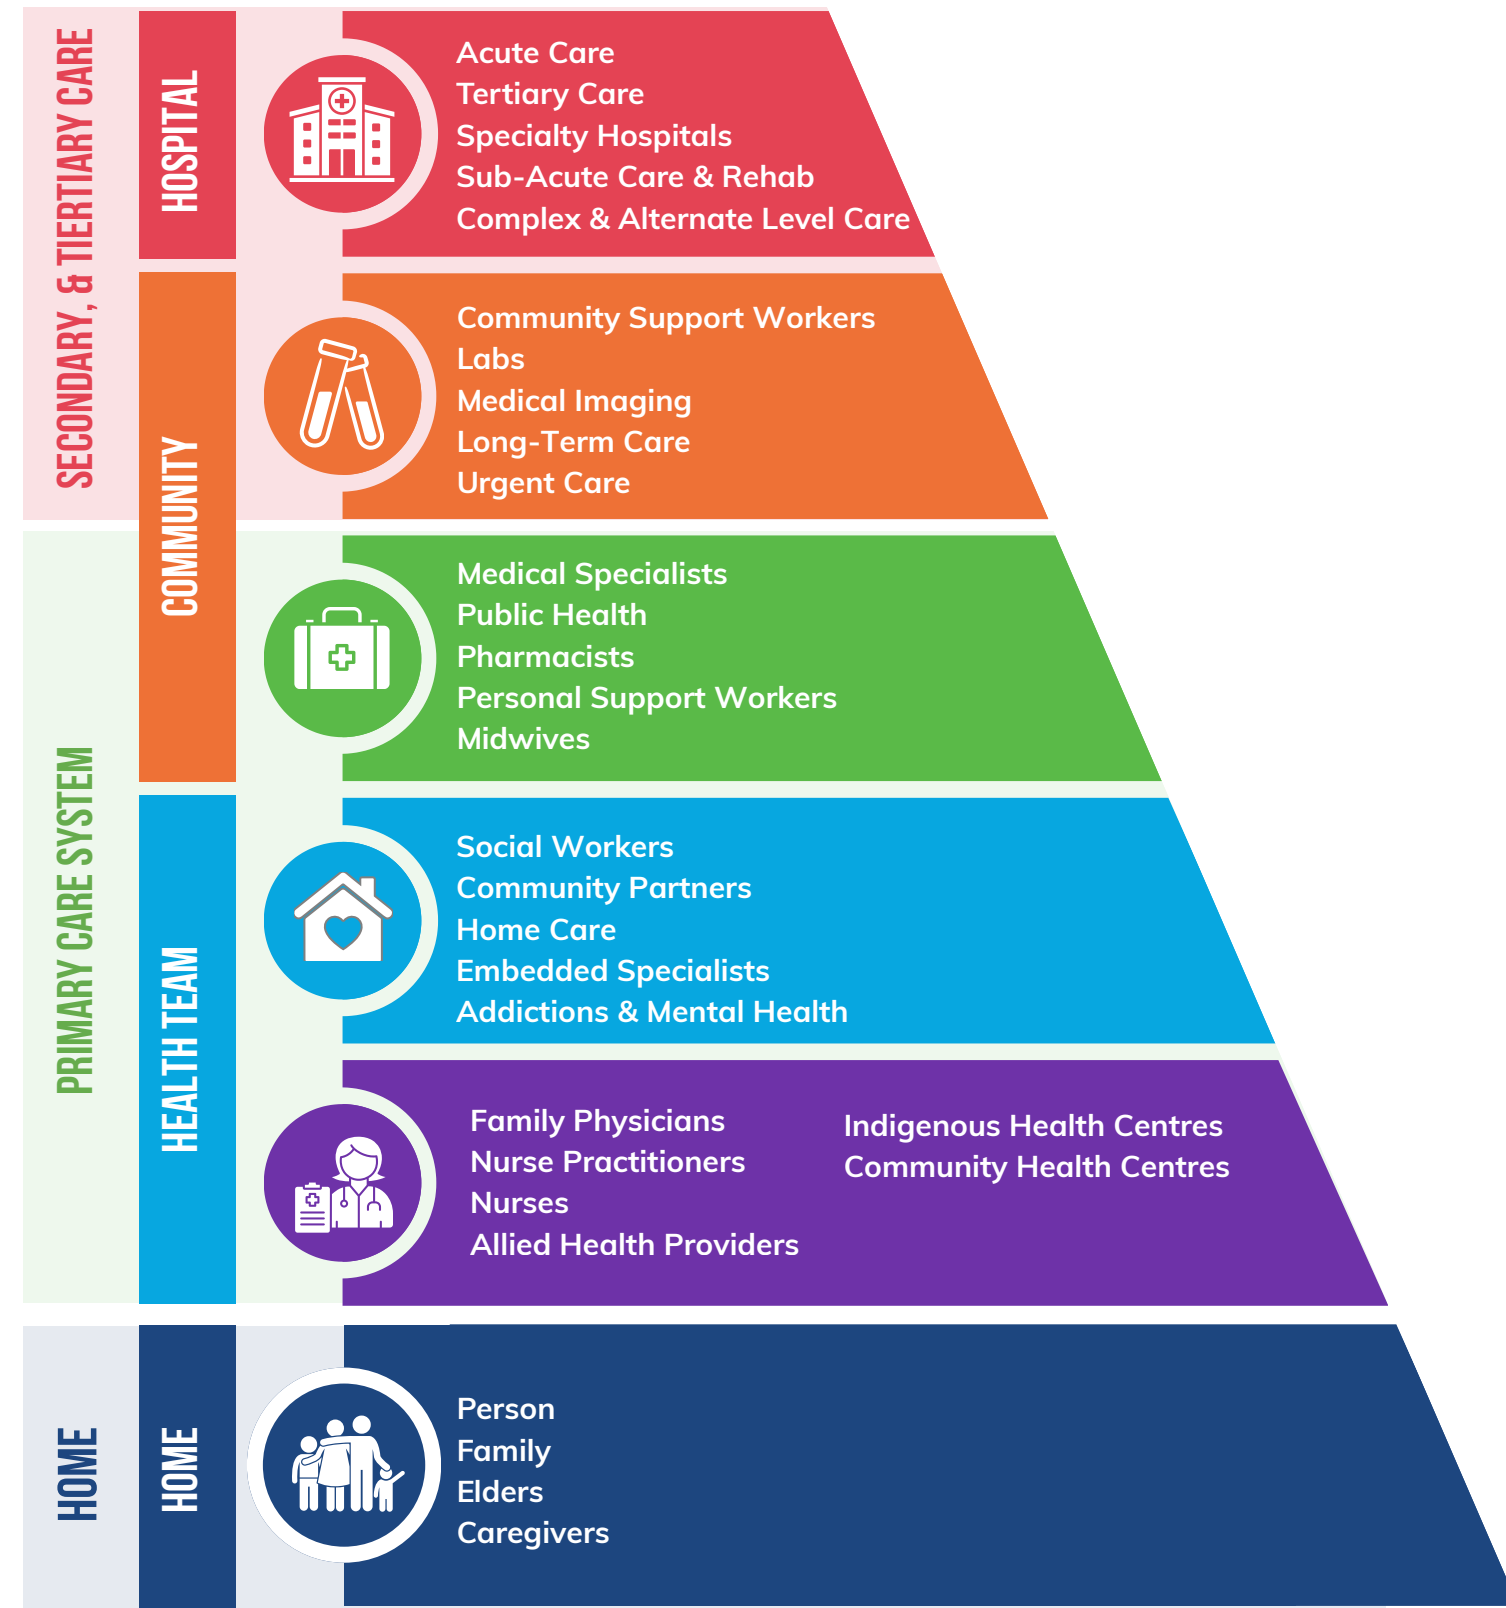 SECONDARY, & TIERTIARY CARE
HOSPITAL
Acute Care
Tertiary Care
Specialty Hospitals
Sub-Acute Care & Rehab
Complex & Alternate Level Care
COMMUNITY
Community Support Workers
Labs
Medical Imaging
Long-Term Care
Urgent Care
PRIMARY CARE SYSTEM
Medical Specialists
Public Health
Pharmacists
Personal Support Workers
Midwives
HEALTH TEAM
Social Workers
Community Partners
Home Care
Embedded Specialists
Addictions & Mental Health
Family Physicians
Nurse Practitioners
Nurses
Allied Health Providers
Indigenous Health Centres
Community Health Centres
HOME
HOME
Person
Family
Elders
Caregivers